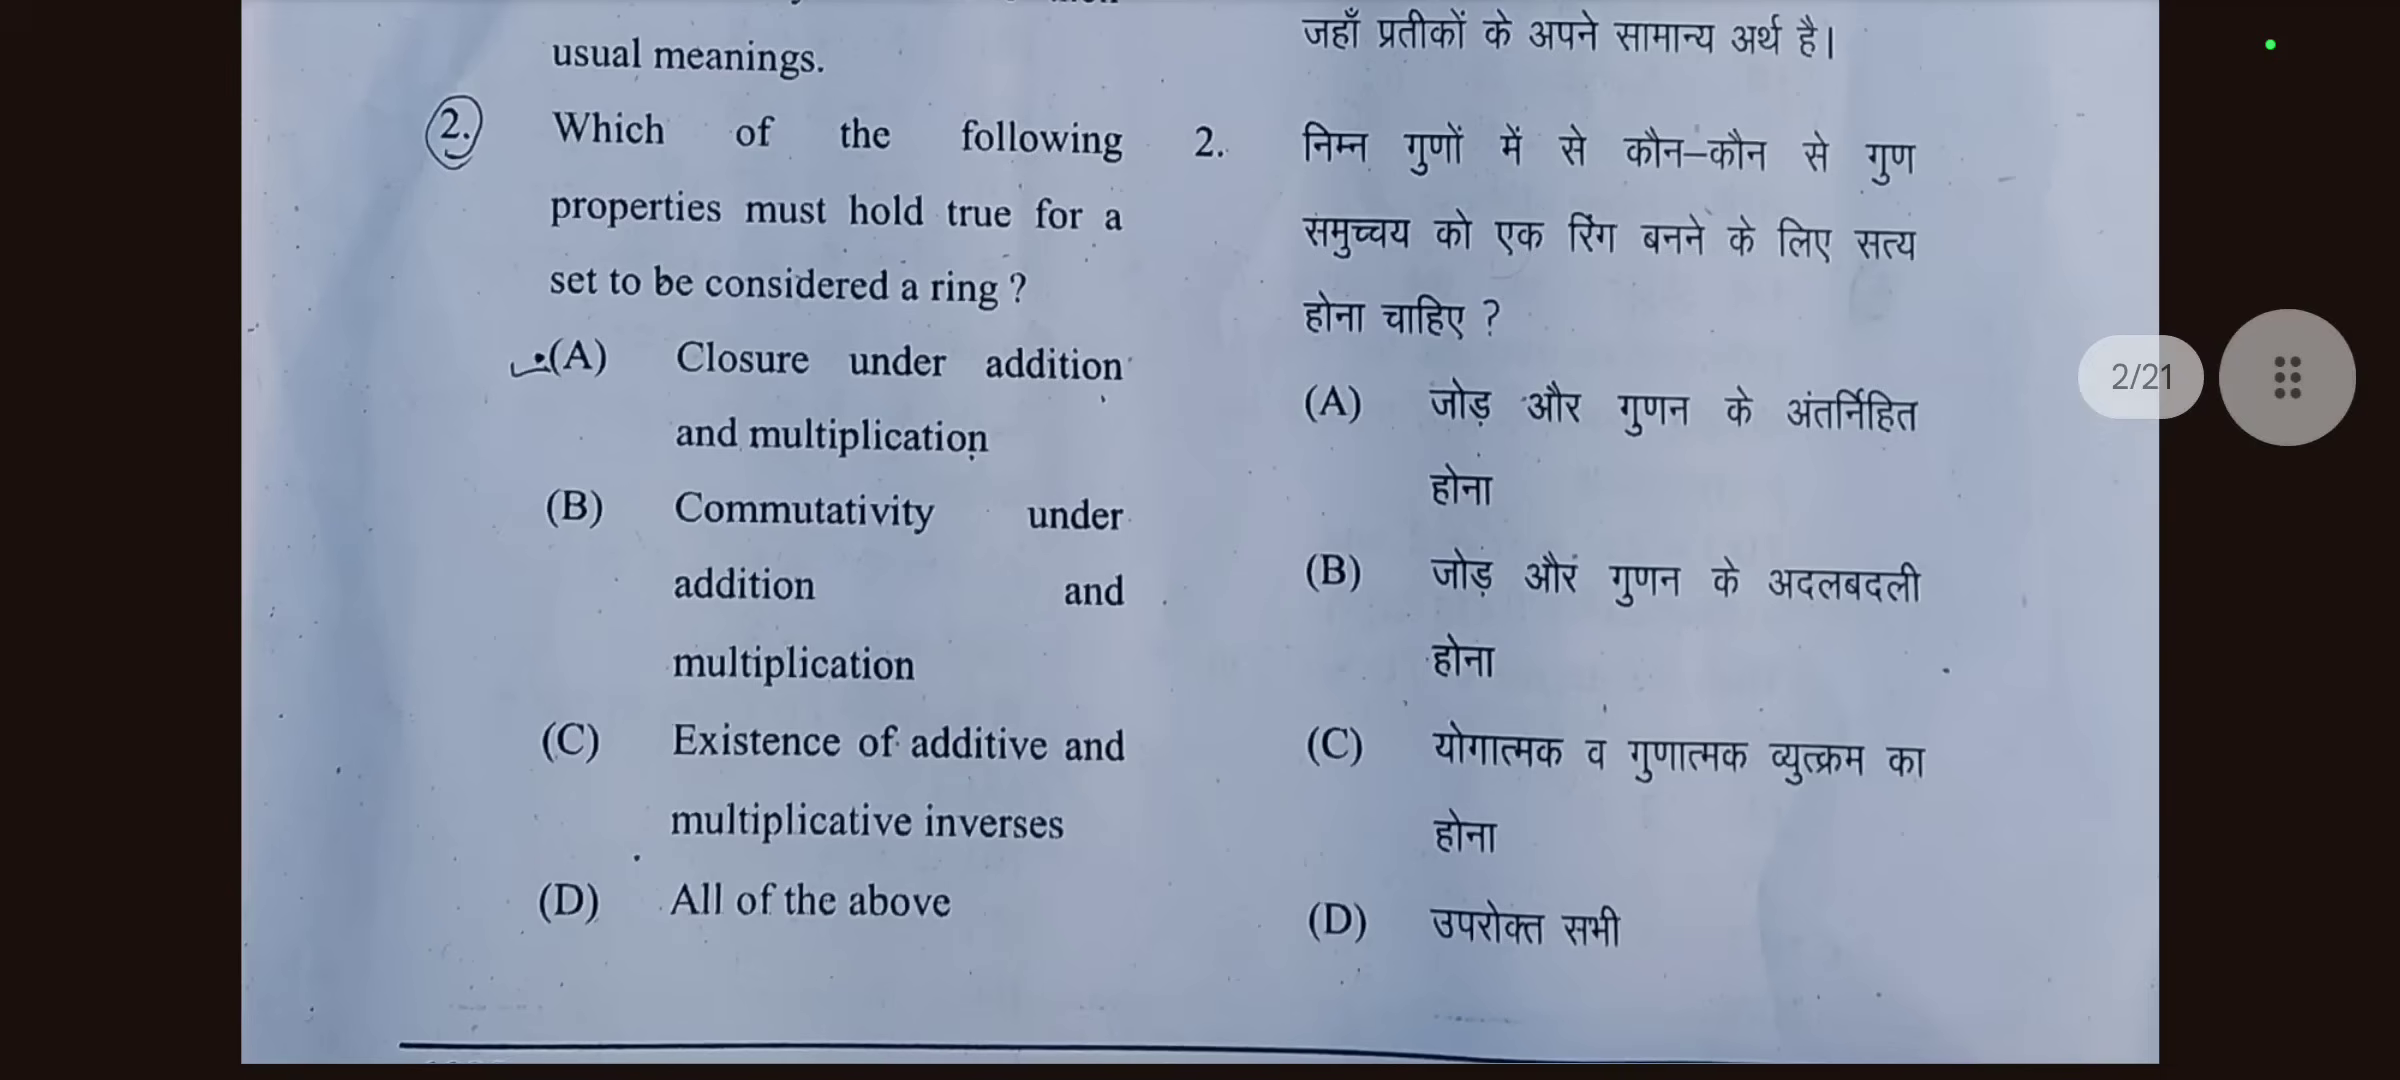 usual meanings.
2. Which of the following
properties must hold true for a
set to be considered a ring ?
(A) Closure under addition
and multiplication
(B) Commutativity under
addition and
multiplication
(C) Existence of additive and
multiplicative inverses
(D) All of the above
जहाँ प्रतीकों के अपने सामान्य अर्थ है।
2. निम्न गुणों में से कौन–कौन से गुण
समुच्चय को एक रिंग बनने के लिए सत्य
होना चाहिए ?
(A) जोड़ और गुणन के अंतर्निहित
होना
(B) जोड़ और गुणन के अदलबदली
होना
(C) योगात्मक व गुणात्मक व्युत्क्रम का
होना
(D) उपरोक्त सभी
2/21